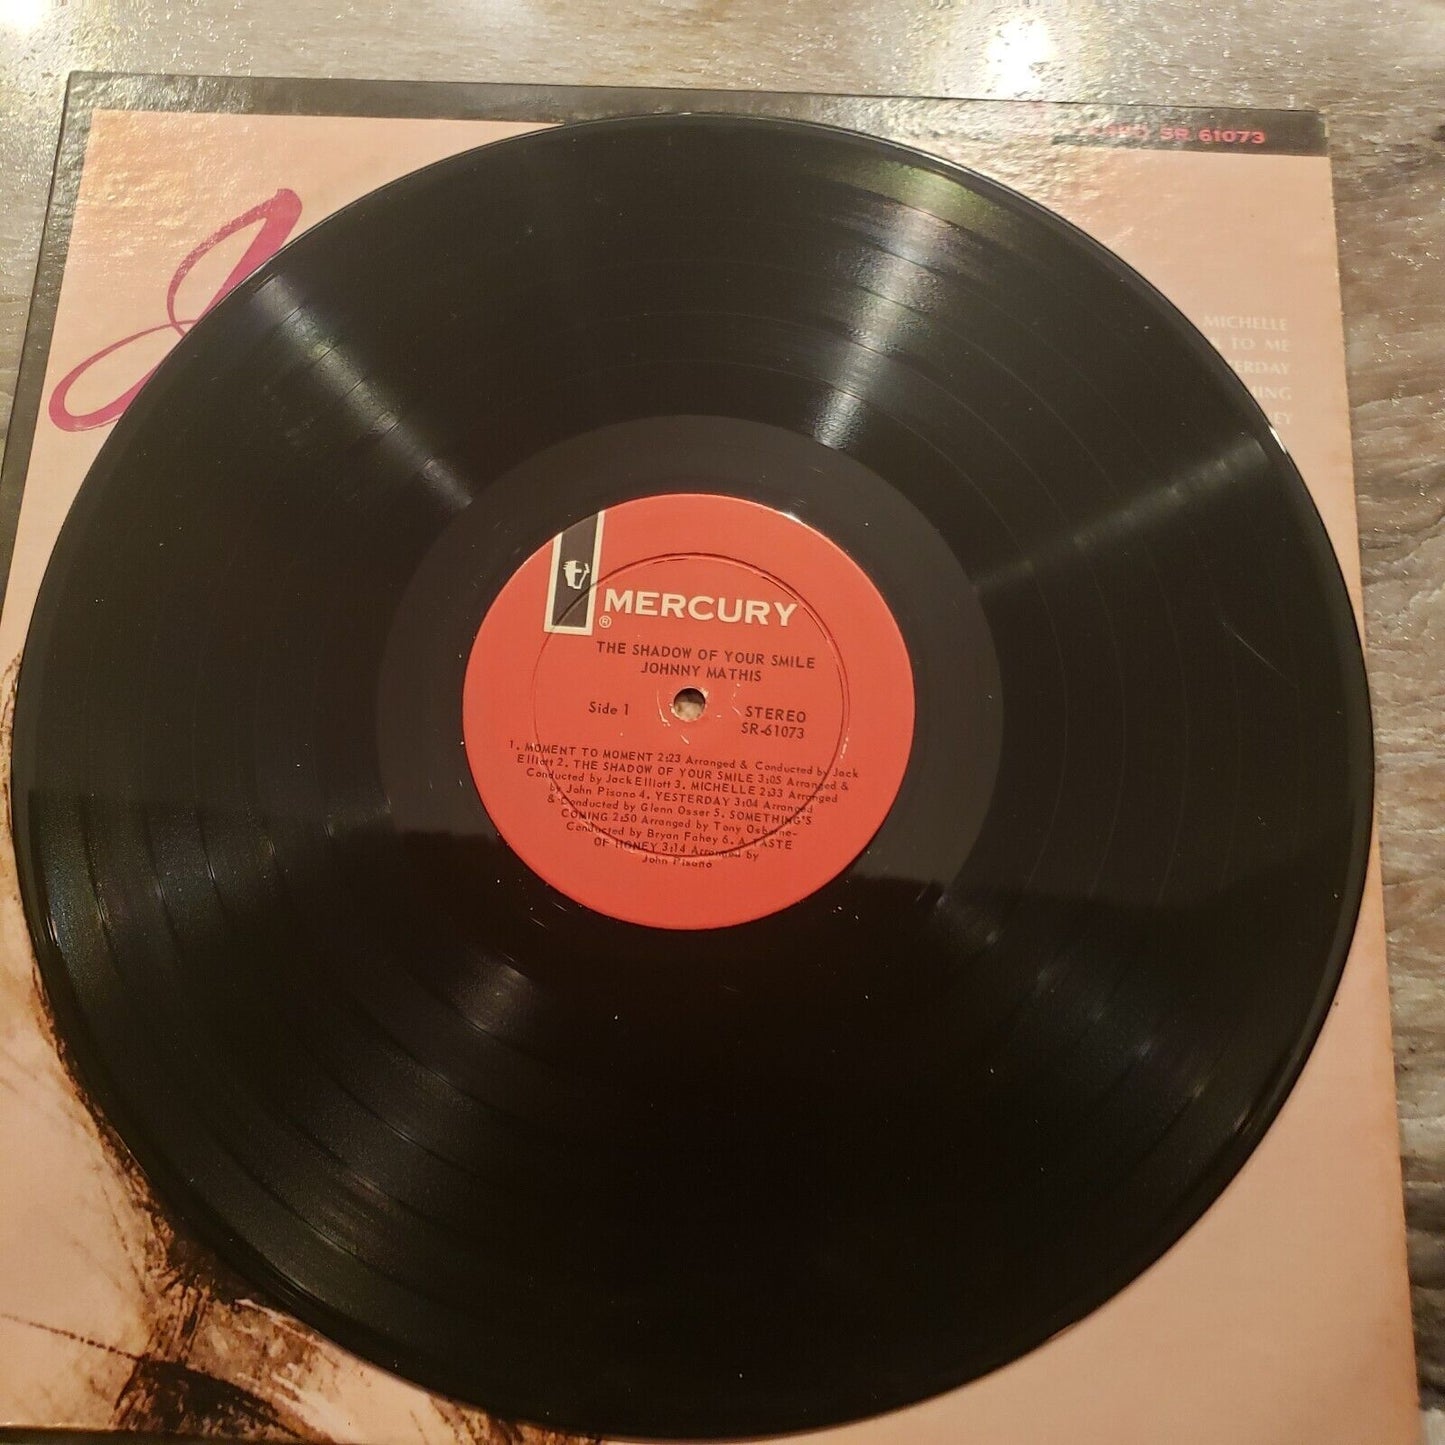 SR 61073
MICHELLE
TO ME
MERCURY
®
THE SHADOW OF YOUR SMILE
JOHNNY MATHIS
Side 1
STEREO
SR-61073
1. MOMENT TO MOMENT 2:23 Arranged & Conducted by Jack
Elliott 2. THE SHADOW OF YOUR SMILE 3:05 Arranged &
Conducted by Jack Elliott 3. MICHELLE 2:33 Arranged
by John Pisano 4. YESTERDAY 3:04 Arranged
& Conducted by Glenn Osser 5. SOMETHING'S
COMING 2:50 Arranged by Tony Osborne-
Conducted by Bryan Fahey 6. A TASTE
OF HONEY 3:14 Arranged by
John Pisano